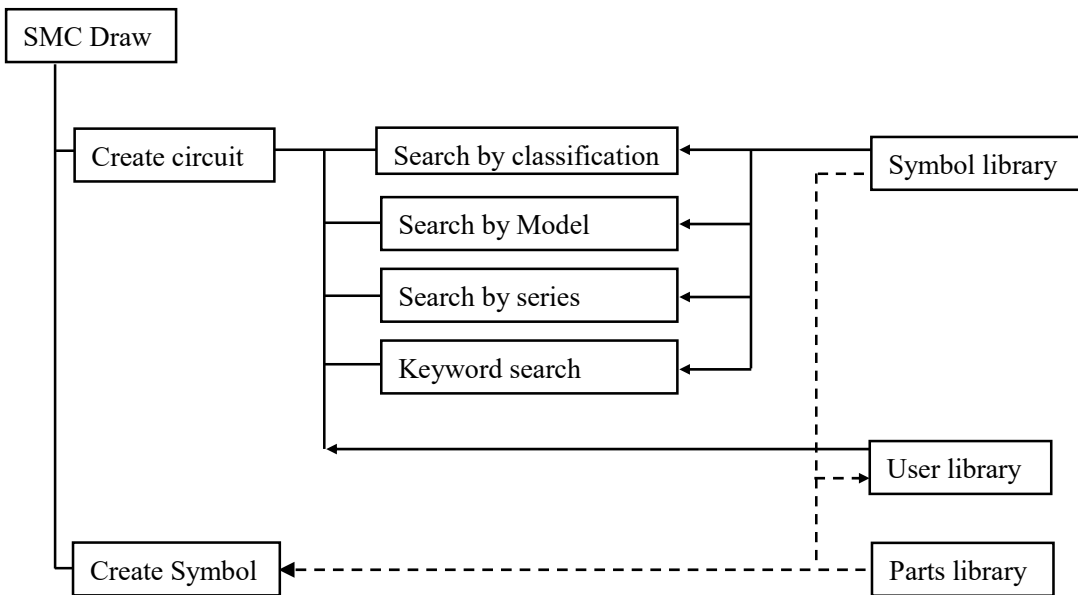 SMC Draw
Create circuit
Search by classification
Symbol library
Search by Model
Search by series
Keyword search
User library
Create Symbol
Parts library